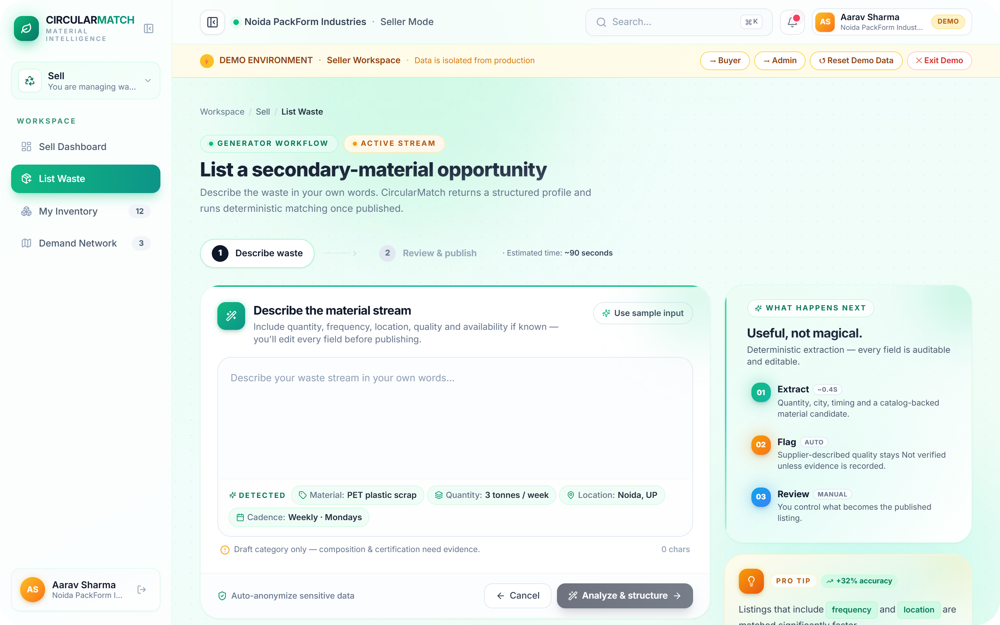 CIRCULARMATCH
MATERIAL
INTELLIGENCE
Sell
You are managing wa...
WORKSPACE
Sell Dashboard
List Waste
My Inventory 12
Demand Network 3
AS
Aarav Sharma
Noida PackForm I...
Noida PackForm Industries · Seller Mode
Search...
⌘K
AS
Aarav Sharma
Noida PackForm Indust...
DEMO
DEMO ENVIRONMENT · Seller Workspace · Data is isolated from production
→ Buyer
→ Admin
↺ Reset Demo Data
✕ Exit Demo
Workspace / Sell / List Waste
GENERATOR WORKFLOW
ACTIVE STREAM
List a secondary-material opportunity
Describe the waste in your own words. CircularMatch returns a structured profile and
runs deterministic matching once published.
1 Describe waste
2 Review & publish
· Estimated time: ~90 seconds
Describe the material stream
Include quantity, frequency, location, quality and availability if known —
you'll edit every field before publishing.
Use sample input
Describe your waste stream in your own words...
DETECTED
Material: PET plastic scrap
Quantity: 3 tonnes / week
Location: Noida, UP
Cadence: Weekly · Mondays
Draft category only — composition & certification need evidence.
0 chars
Auto-anonymize sensitive data
← Cancel
Analyze & structure →
WHAT HAPPENS NEXT
Useful, not magical.
Deterministic extraction — every field is auditable
and editable.
01
Extract ~0.4S
Quantity, city, timing and a catalog-backed
material candidate.
02
Flag AUTO
Supplier-described quality stays Not verified
unless evidence is recorded.
03
Review MANUAL
You control what becomes the published
listing.
PRO TIP
+32% accuracy
Listings that include frequency and location are
matched significantly faster.